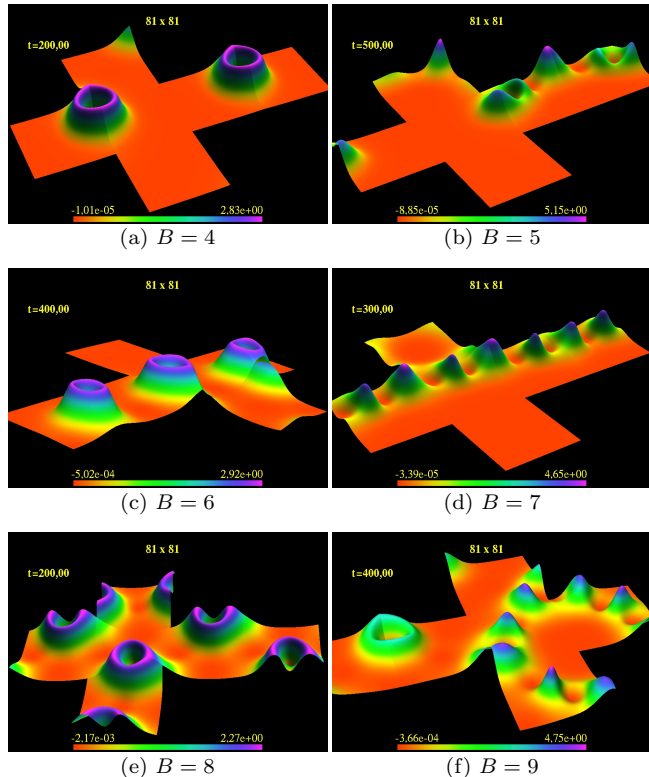 81 x 81
t=200,00
-1.01e-05 2.83e+00
(a) B = 4
81 x 81
t=500,00
-8.85e-05 5.15e+00
(b) B = 5
81 x 81
t=400,00
-5.02e-04 2.92e+00
(c) B = 6
81 x 81
t=300,00
-3.39e-05 4.65e+00
(d) B = 7
81 x 81
t=200,00
-2.17e-03 2.27e+00
(e) B = 8
81 x 81
t=400,00
-3.66e-04 4.75e+00
(f) B = 9